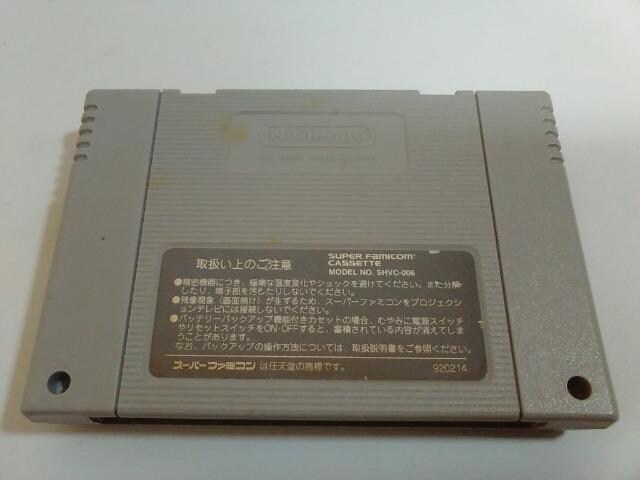 Nintendo
取扱い上のご注意
SUPER FAMICOM
CASSETTE
MODEL NO. SHVC-006
●精密機器につき、極端な温度変化やショックを避けてください。また分解
したり、端子部を汚したりしないでください。
●残像現象（画面焼け）が生ずるため、スーパーファミコンをプロジェクシ
ョンテレビには接続しないでください。
●バッテリーバックアップ機能付きカセットの場合、むやみに電源スイッチ
やリセットスイッチをON・OFFすると、蓄積されている内容が消えてしま
うことがあります。
なお、バックアップの操作方法については、取扱説明書をご参照ください。
スーパーファミコンは任天堂の商標です。
920214